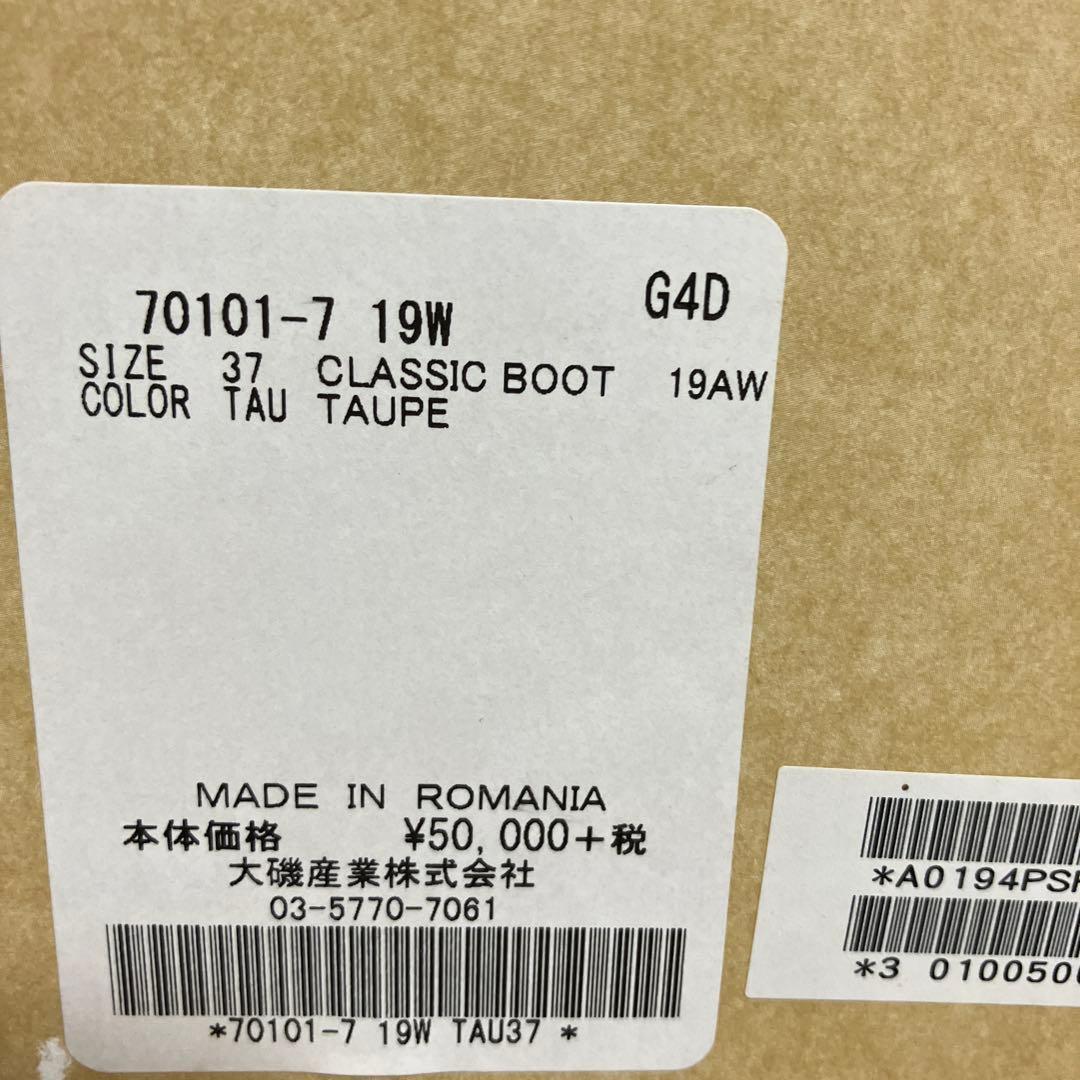 70101-7 19W G4D
SIZE 37 CLASSIC BOOT 19AW
COLOR TAU TAUPE
MADE IN ROMANIA
本体価格 ¥50,000+税
大磯産業株式会社
03-5770-7061
*70101-7 19W TAU37 *
*A0194PS
*3 010050